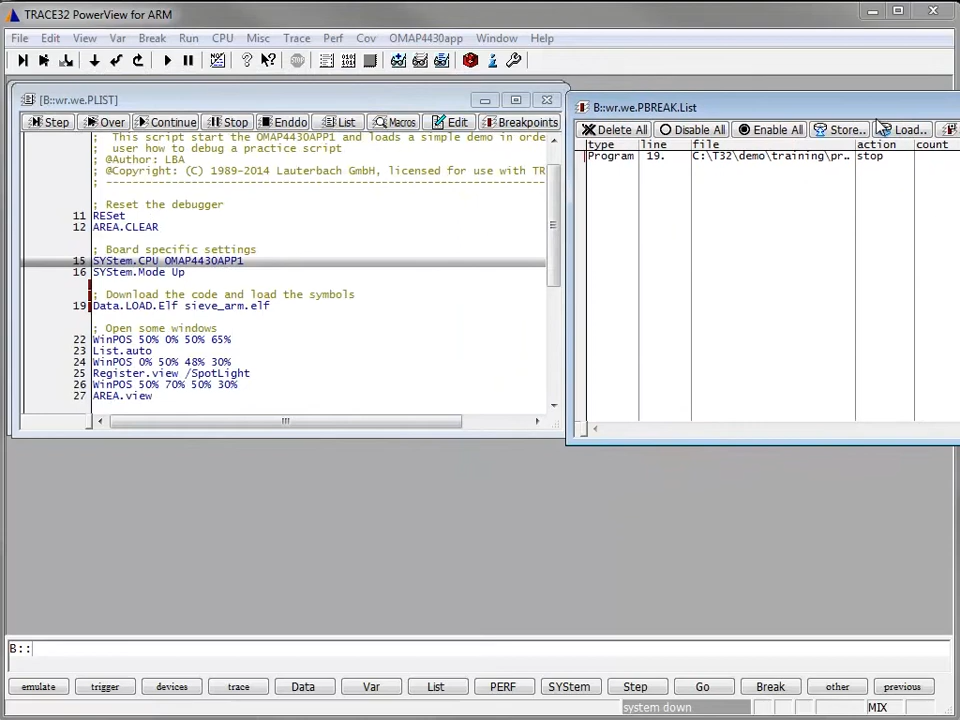 TRACE32 PowerView for ARM
File Edit View Var Break Run CPU Misc Trace Perf Cov OMAP4430app Window Help
[B::wr.we.PLIST]
Step Over Continue Stop Enddo List Macros Edit Breakpoints
This script start the OMAP4430APP1 and loads a simple demo in orde
user how to debug a practice script
; @Author: LBA
; @Copyright: (C) 1989-2014 Lauterbach GmbH, licensed for use with TR
; --------------------------------------------------------------------
; Reset the debugger
11 RESet
12 AREA.CLEAR
; Board specific settings
15 SYStem.CPU OMAP4430APP1
16 SYStem.Mode Up
; Download the code and load the symbols
19 Data.LOAD.Elf sieve_arm.elf
; Open some windows
22 WinPOS 50% 0% 50% 65%
23 List.auto
24 WinPOS 0% 50% 48% 30%
25 Register.view /SpotLight
26 WinPOS 50% 70% 50% 30%
27 AREA.view
B::wr.we.PBREAK.List
Delete All Disable All Enable All Store.. Load..
type line file action count
Program 19. C:\T32\demo\training\pr.. stop
B::
emulate trigger devices trace Data Var List PERF SYStem Step Go Break other previous
system down MIX